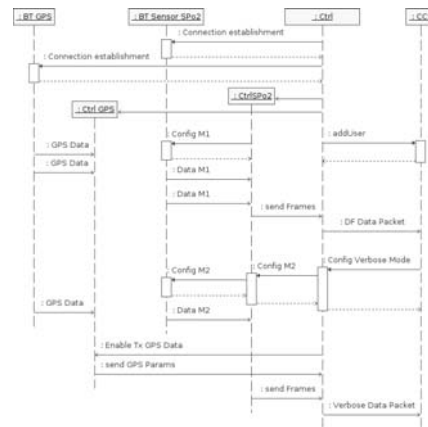 : BT GPS : BT Sensor SPo2 : Ctrl : CC
: Connection establishment
: Connection establishment
: CtrlSPo2
: Ctrl GPS
: Config M1 : addUser
: GPS Data
: GPS Data
: Data M1
: Data M1
: send Frames
: DF Data Packet
: Config Verbose Mode
: Config M2
: Config M2
: GPS Data
: Data M2
: Enable Tx GPS Data
: send GPS Params
: send Frames
: Verbose Data Packet